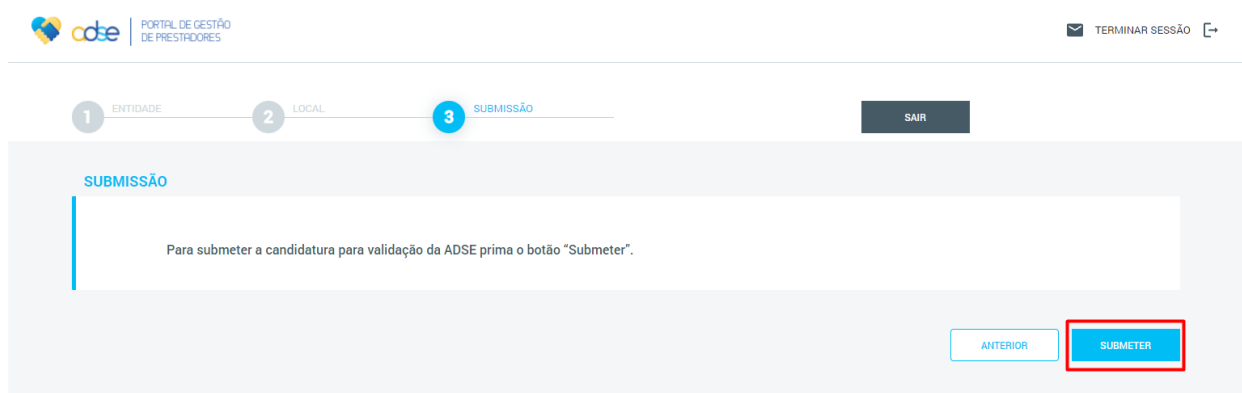 adse
PORTAL DE GESTÃO
DE PRESTADORES
TERMINAR SESSÃO
1 ENTIDADE
2 LOCAL
3 SUBMISSÃO
SAIR
SUBMISSÃO
Para submeter a candidatura para validação da ADSE prima o botão “Submeter”.
ANTERIOR
SUBMETER